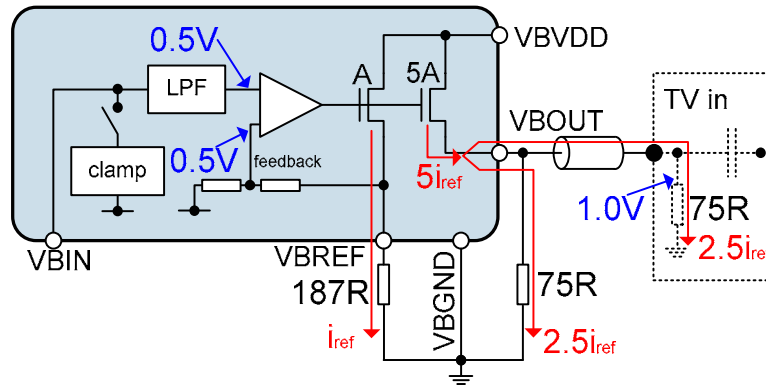 0.5V
VBVDD
LPF
A
5A
TV in
VBOUT
clamp
0.5V
feedback
5iref
1.0V
75R
2.5ire
VBIN
VBREF
187R
VBGND
75R
iref
2.5iref